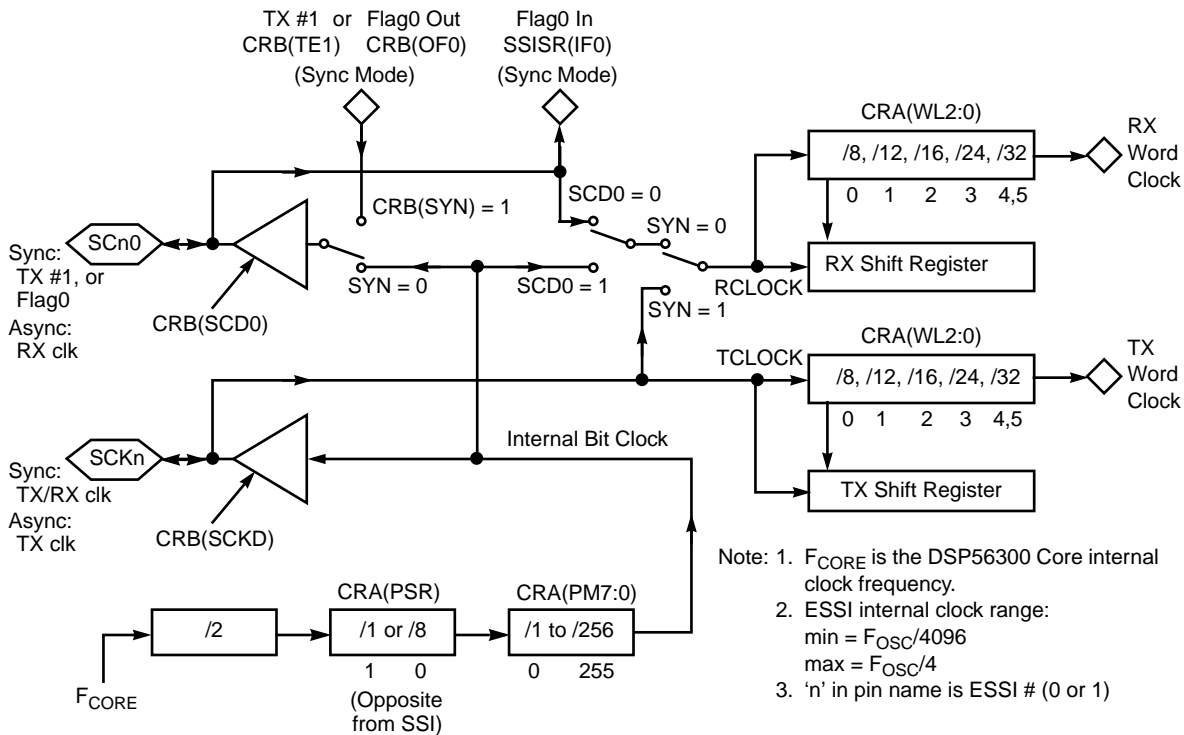 TX #1 or Flag0 Out
CRB(TE1) CRB(OF0)
(Sync Mode)
Flag0 In
SSISR(IF0)
(Sync Mode)
CRA(WL2:0)
/8, /12, /16, /24, /32
0 1 2 3 4,5
RX
Word
Clock
SCD0 = 0
CRB(SYN) = 1
SYN = 0
SCn0
Sync:
TX #1, or
Flag0
Async:
RX clk
SYN = 0
SCD0 = 1
RCLOCK
RX Shift Register
SYN = 1
CRB(SCD0)
CRA(WL2:0)
TCLOCK
/8, /12, /16, /24, /32
0 1 2 3 4,5
TX
Word
Clock
Internal Bit Clock
SCKn
Sync:
TX/RX clk
Async:
TX clk
TX Shift Register
CRB(SCKD)
CRA(PSR)
CRA(PM7:0)
/2
/1 or /8
/1 to /256
1 0
0 255
(Opposite
from SSI)
FCORE
Note: 1. FCORE is the DSP56300 Core internal
clock frequency.
2. ESSI internal clock range:
min = FOSC/4096
max = FOSC/4
3. ‘n’ in pin name is ESSI # (0 or 1)